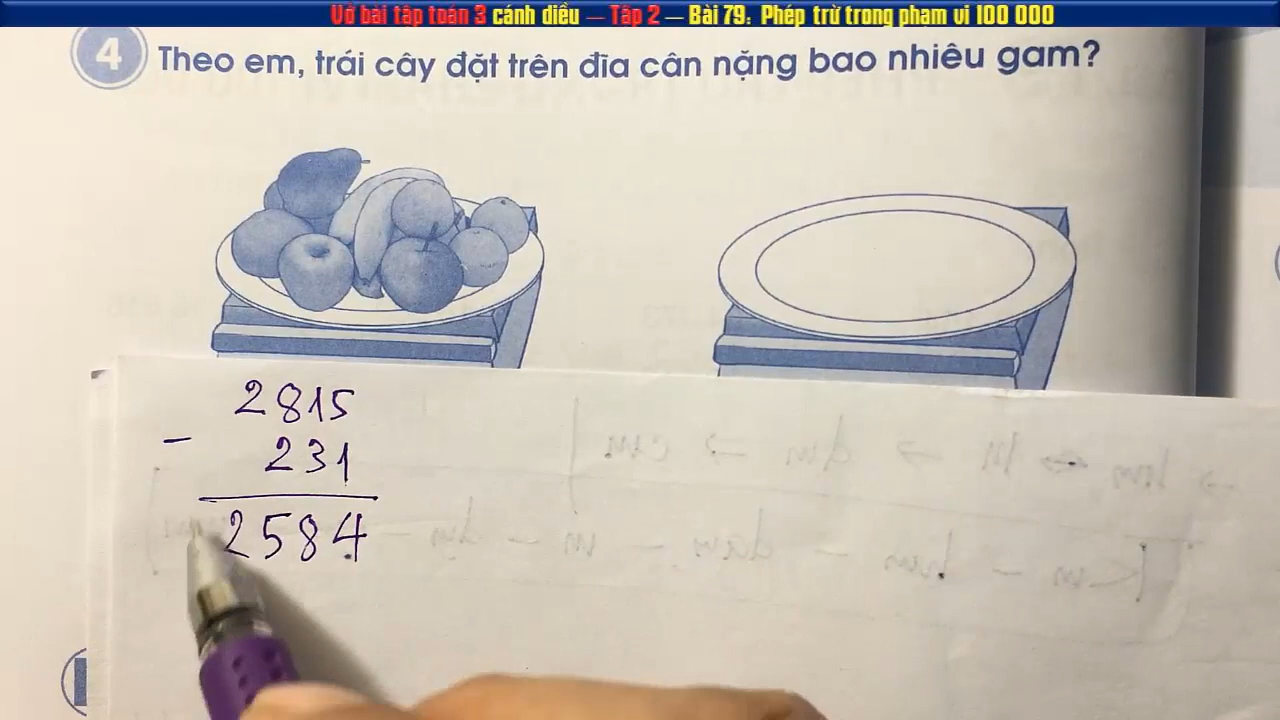 Vở bài tập toán 3 cánh diều — Tập 2 — Bài 79: Phép trừ trong phạm vi 100 000
4 Theo em, trái cây đặt trên đĩa cân nặng bao nhiêu gam?
2815
- 231
2584